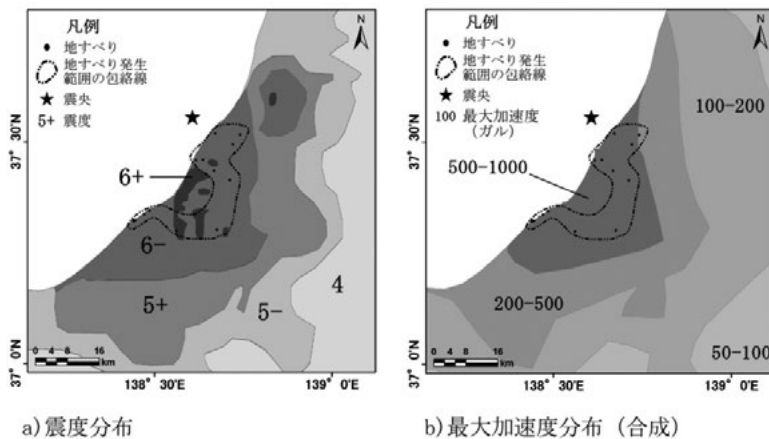 凡例
地すべり
地すべり発生
範囲の包絡線
震央
5+ 震度
N
37° 30'N
37° 0'N
6+
6-
5+
5-
4
0 4 8 16
km
138° 30'E
139° 0'E
a)震度分布
凡例
地すべり
地すべり発生
範囲の包絡線
震央
100 最大加速度
(ガル)
N
37° 30'N
37° 0'N
100-200
500-1000
200-500
50-100
0 4 8 16
km
138° 30'E
139° 0'E
b)最大加速度分布 (合成)